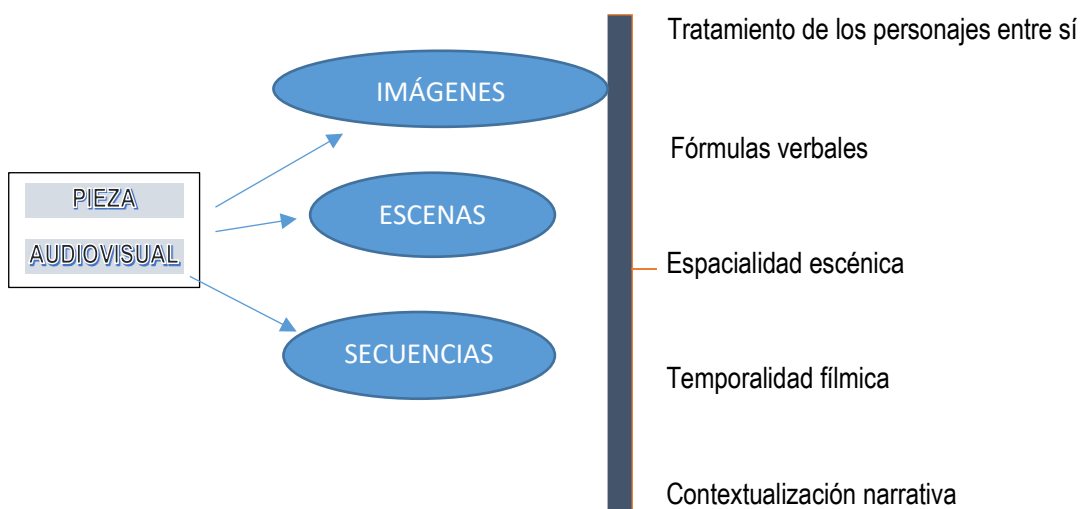 PIEZA
AUDIOVISUAL
IMÁGENES
ESCENAS
SECUENCIAS
Tratamiento de los personajes entre sí
Fórmulas verbales
Espacialidad escénica
Temporalidad fílmica
Contextualización narrativa